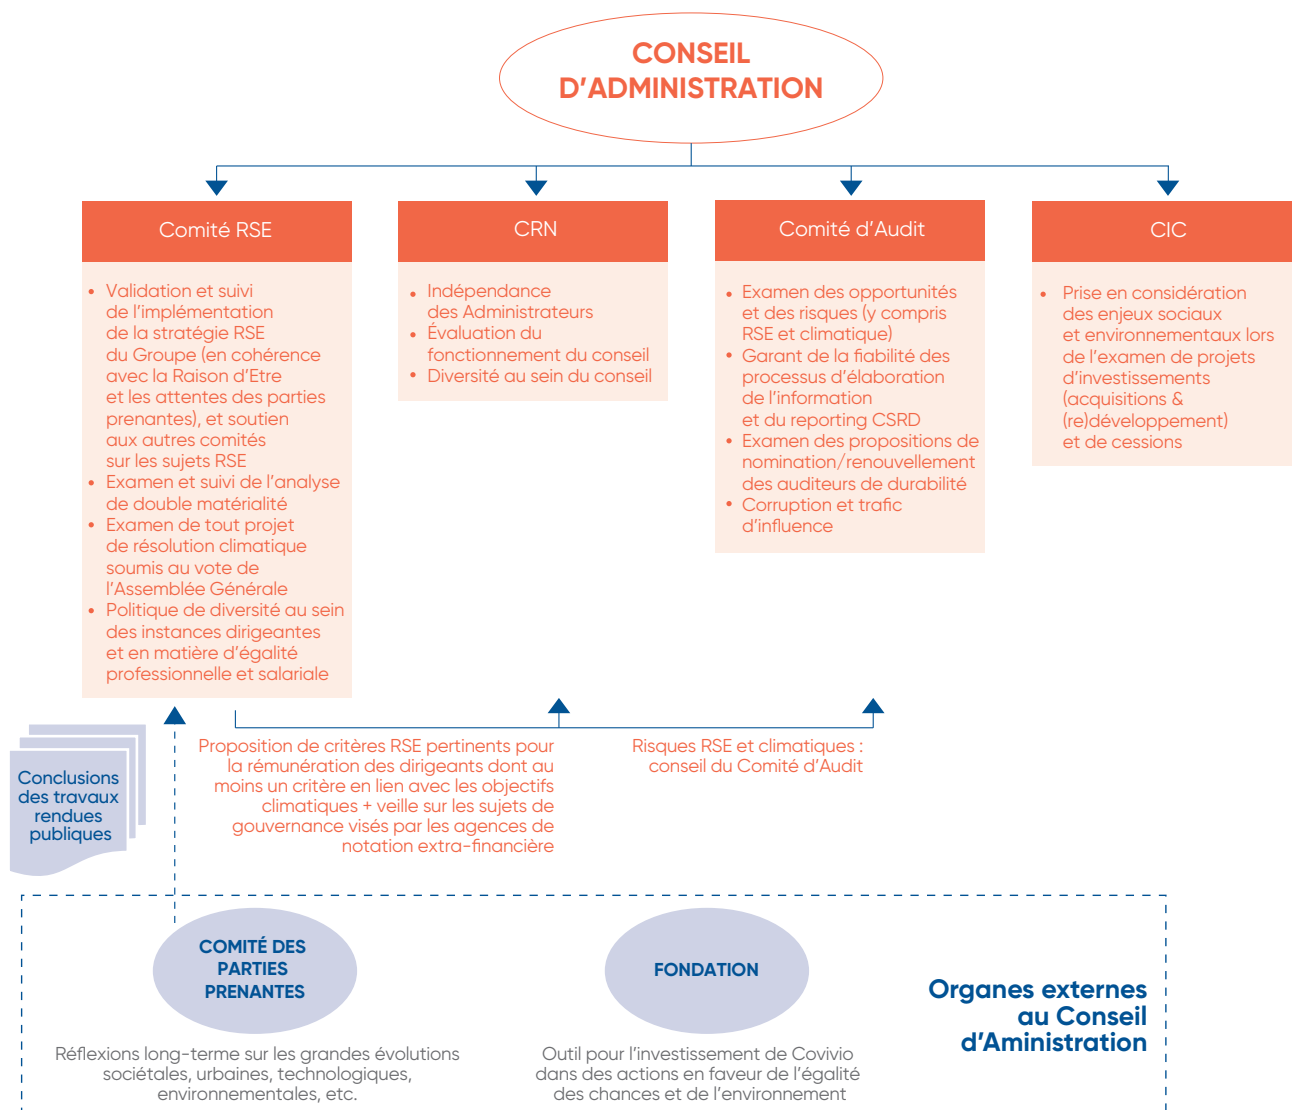 CONSEIL
D'ADMINISTRATION
Comité RSE
• Validation et suivi
de l'implémentation
de la stratégie RSE
du Groupe (en cohérence
avec la Raison d'Etre
et les attentes des parties
prenantes), et soutien
aux autres comités
sur les sujets RSE
• Examen et suivi de l'analyse
de double matérialité
• Examen de tout projet
de résolution climatique
soumis au vote de
l'Assemblée Générale
• Politique de diversité au sein
des instances dirigeantes
et en matière d'égalité
professionnelle et salariale
CRN
• Indépendance
des Administrateurs
• Évaluation du
fonctionnement du conseil
• Diversité au sein du conseil
Comité d'Audit
• Examen des opportunités
et des risques (y compris
RSE et climatique)
• Garant de la fiabilité des
processus d'élaboration
de l'information
et du reporting CSRD
• Examen des propositions de
nomination/renouvellement
des auditeurs de durabilité
• Corruption et trafic
d'influence
CIC
• Prise en considération
des enjeux sociaux
et environnementaux lors
de l'examen de projets
d'investissements
(acquisitions &
(re)développement)
et de cessions
Conclusions
des travaux
rendues
publiques
Proposition de critères RSE pertinents pour
la rémunération des dirigeants dont au
moins un critère en lien avec les objectifs
climatiques + veille sur les sujets de
gouvernance visés par les agences de
notation extra-financière
Risques RSE et climatiques :
conseil du Comité d'Audit
COMITÉ DES
PARTIES
PRENANTES
Réflexions long-terme sur les grandes évolutions
sociétales, urbaines, technologiques,
environnementales, etc.
FONDATION
Outil pour l'investissement de Covivio
dans des actions en faveur de l'égalité
des chances et de l'environnement
Organes externes
au Conseil
d'Aministration